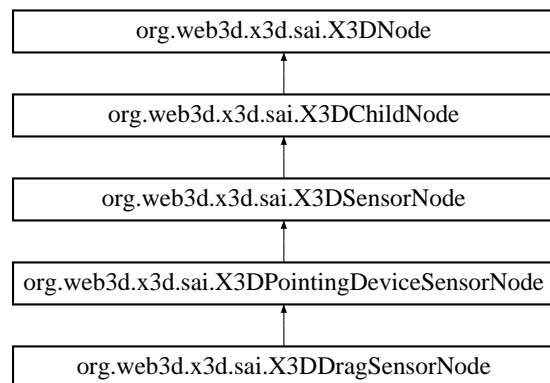 org.web3d.x3d.sai.X3DNode
org.web3d.x3d.sai.X3DChildNode
org.web3d.x3d.sai.X3DSensorNode
org.web3d.x3d.sai.X3DPointingDeviceSensorNode
org.web3d.x3d.sai.X3DDragSensorNode